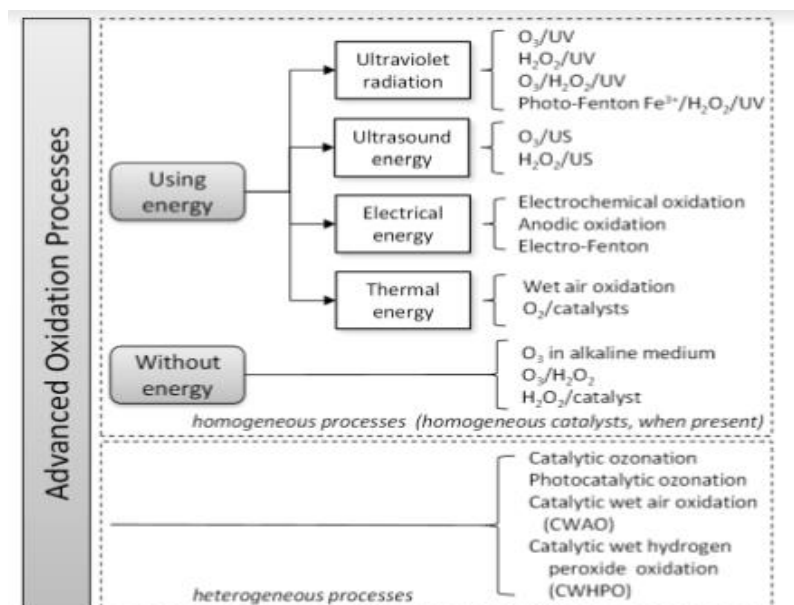 Advanced Oxidation Processes
Using
energy
Ultraviolet
radiation
O₃/UV
H₂O₂/UV
O₃/H₂O₂/UV
Photo-Fenton Fe³⁺/H₂O₂/UV
Ultrasound
energy
O₃/US
H₂O₂/US
Electrical
energy
Electrochemical oxidation
Anodic oxidation
Electro-Fenton
Thermal
energy
Wet air oxidation
O₂/catalysts
Without
energy
O₃ in alkaline medium
O₃/H₂O₂
H₂O₂/catalyst
homogeneous processes (homogeneous catalysts, when present)
Catalytic ozonation
Photocatalytic ozonation
Catalytic wet air oxidation
(CWAO)
Catalytic wet hydrogen
peroxide oxidation
(CWHPO)
heterogeneous processes